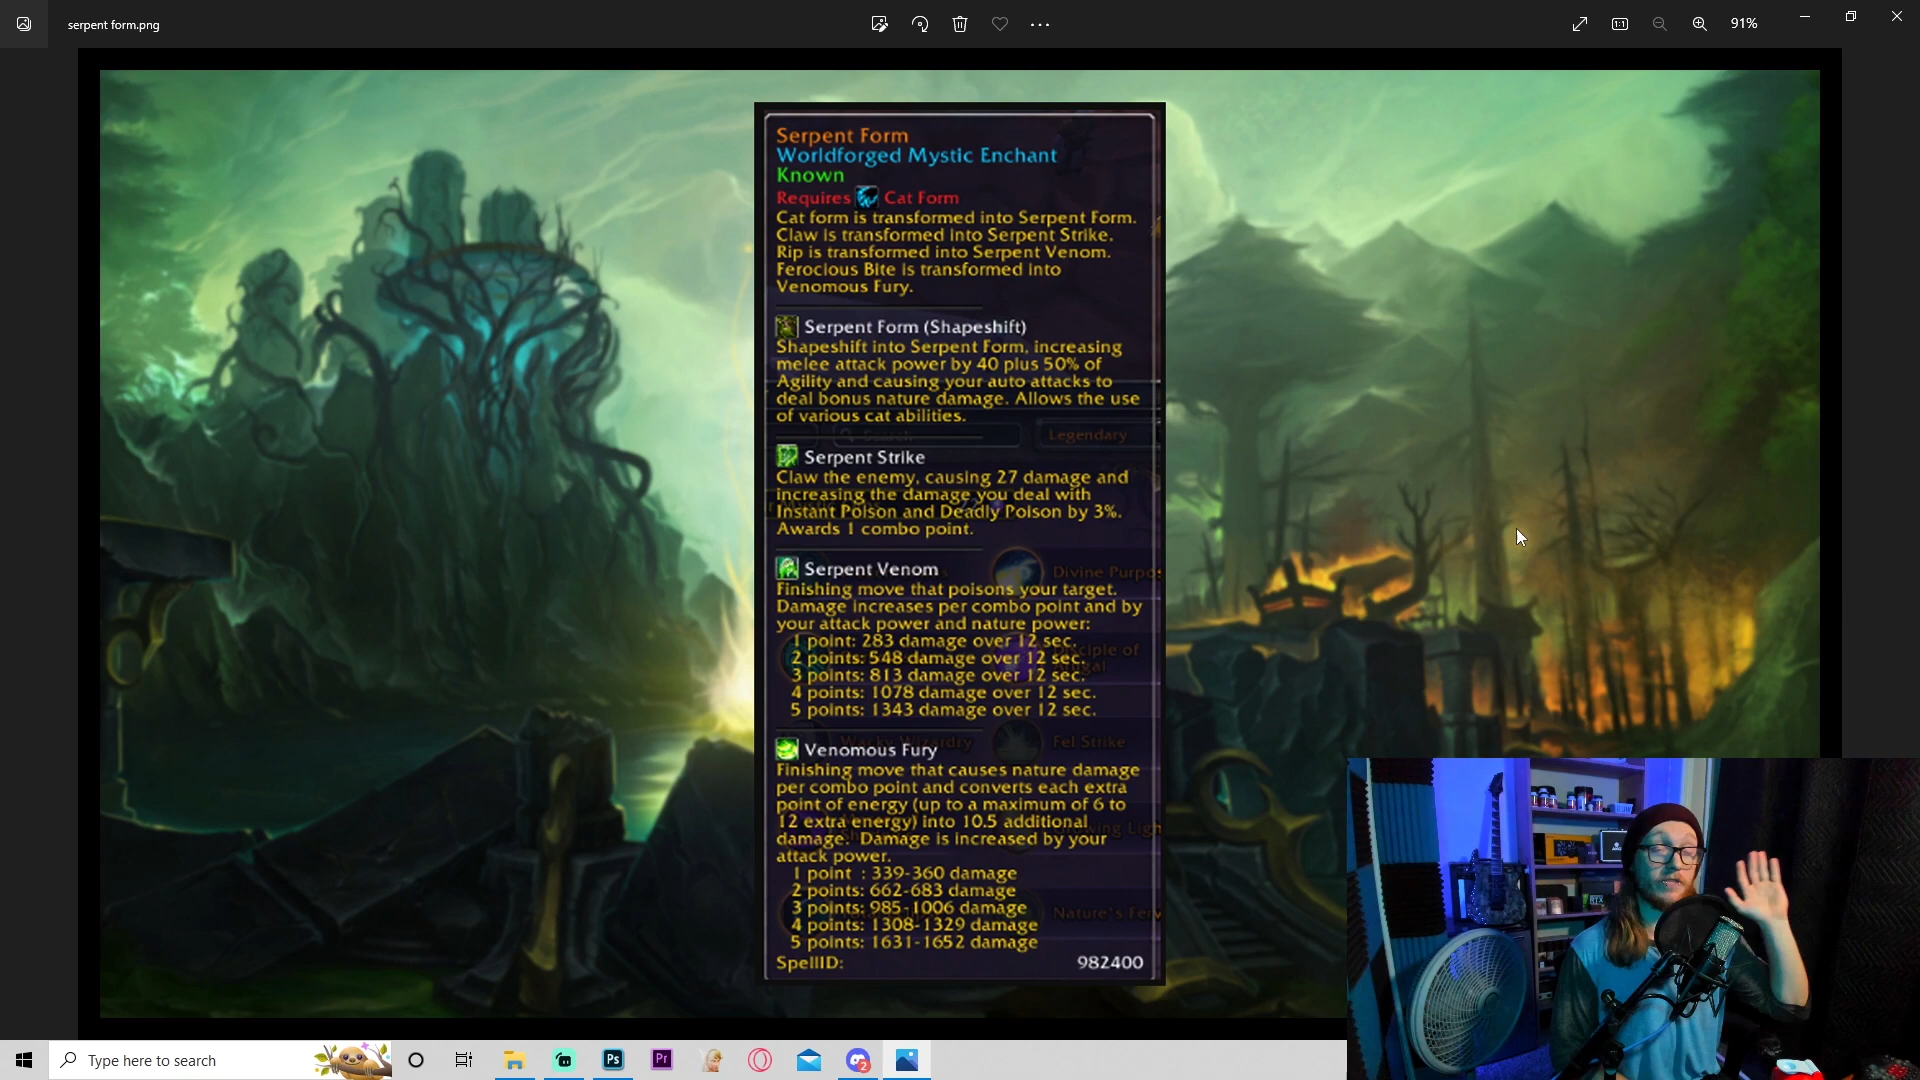 serpent form.png
91%
Serpent Form
Worldforged Mystic Enchant
Known
Requires Cat Form
Cat form is transformed into Serpent Form.
Claw is transformed into Serpent Strike.
Rip is transformed into Serpent Venom.
Ferocious Bite is transformed into
Venomous Fury.
Serpent Form (Shapeshift)
Shapeshift into Serpent Form, increasing
melee attack power by 40 plus 50% of
Agility and causing your auto attacks to
deal bonus nature damage. Allows the use
of various cat abilities.
Search
Legendary
Serpent Strike
Claw the enemy, causing 27 damage and
increasing the damage you deal with
Instant Poison and Deadly Poison by 3%.
Awards 1 combo point.
Serpent Venom
Divine Purpos
Finishing move that poisons your target.
Damage increases per combo point and by
your attack power and nature power:
1 point: 283 damage over 12 sec.
2 points: 548 damage over 12 sec.
3 points: 813 damage over 12 sec.
4 points: 1078 damage over 12 sec.
5 points: 1343 damage over 12 sec.
Venomous Fury
Fel Strike
Finishing move that causes nature damage
per combo point and converts each extra
point of energy (up to a maximum of 6 to
12 extra energy) into 10.5 additional
damage. Damage is increased by your
attack power.
1 point : 339-360 damage
2 points: 662-683 damage
3 points: 985-1006 damage
Nature's Ferv
4 points: 1308-1329 damage
5 points: 1631-1652 damage
SpellID: 982400
Type here to search
Ps
Pr
2